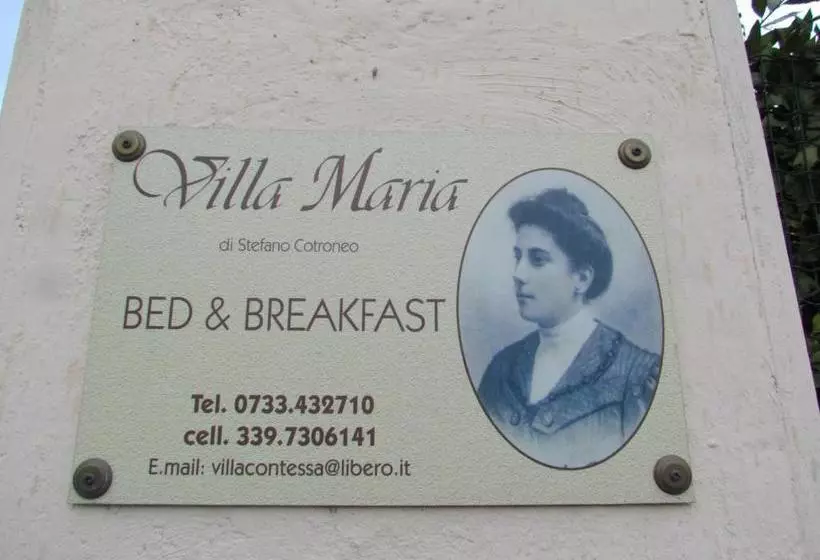 Villa Maria
di Stefano Cotroneo
BED & BREAKFAST
Tel. 0733.432710
cell. 339.7306141
E.mail: villacontessa@libero.it